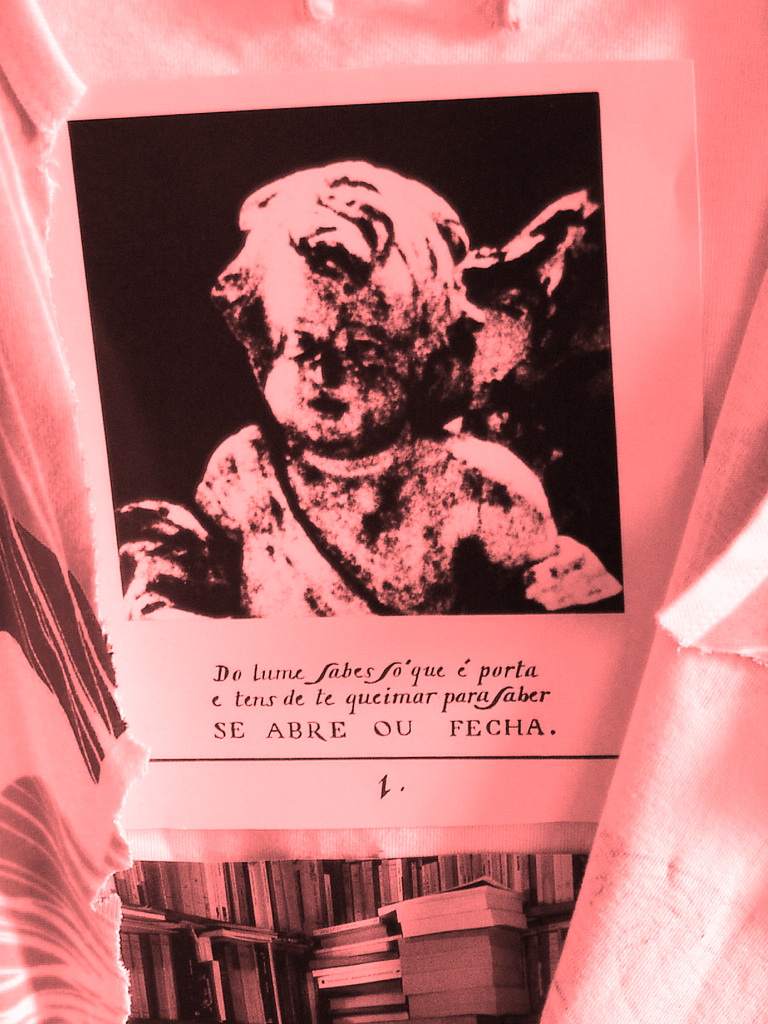 Do lume sabes só que é porta
e tens de te queimar para saber
SE ABRE OU FECHA.
1.